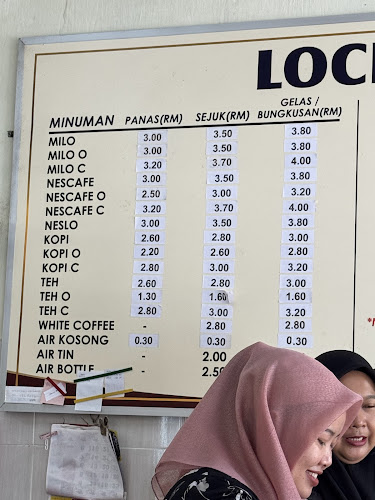 LOC
MINUMAN PANAS(RM) SEJUK(RM) GELAS / BUNGKUSAN(RM)
MILO 3.00 3.50 3.80
MILO O 3.00 3.50 3.80
MILO C 3.20 3.70 4.00
NESCAFE 3.00 3.50 3.80
NESCAFE O 2.50 3.00 3.20
NESCAFE C 3.20 3.70 4.00
NESLO 3.00 3.50 3.80
KOPI 2.60 2.80 3.00
KOPI O 2.20 2.60 2.80
KOPI C 2.80 3.00 3.20
TEH 2.60 2.80 3.00
TEH O 1.30 1.60 1.60
TEH C 2.80 3.00 3.20
WHITE COFFEE - 2.80 2.80
AIR KOSONG 0.30 0.30 0.30
AIR TIN - 2.00
AIR BOTTLE - 2.50